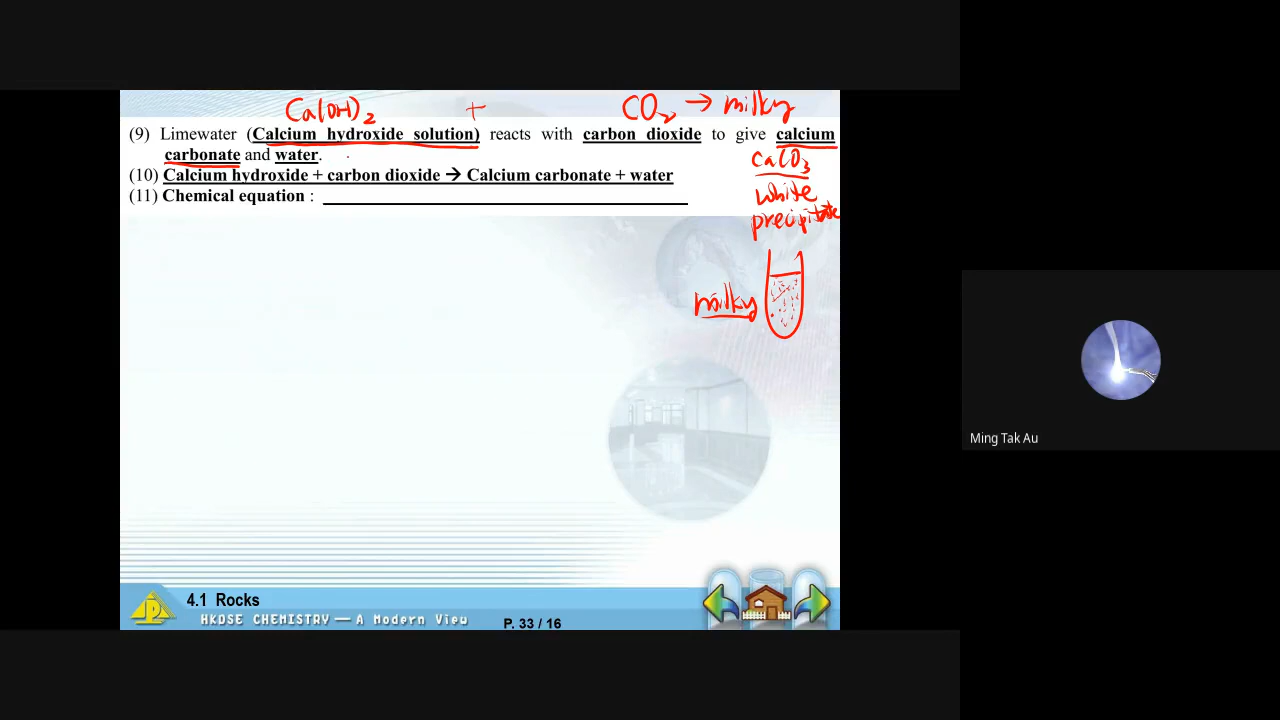 Ca(OH)2 + CO2 → milky
(9) Limewater (Calcium hydroxide solution) reacts with carbon dioxide to give calcium
carbonate and water.
CaCO3
(10) Calcium hydroxide + carbon dioxide → Calcium carbonate + water
white
(11) Chemical equation : ____________________
precipitate
milky
Ming Tak Au
4.1 Rocks
HKDSE CHEMISTRY — A Modern View
P. 33 / 16